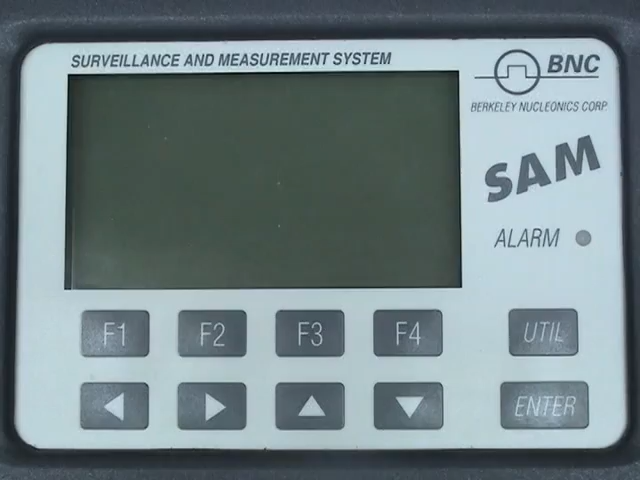 SURVEILLANCE AND MEASUREMENT SYSTEM
BNC
BERKELEY NUCLEONICS CORP.
SAM
ALARM
F1 F2 F3 F4 UTIL
ENTER